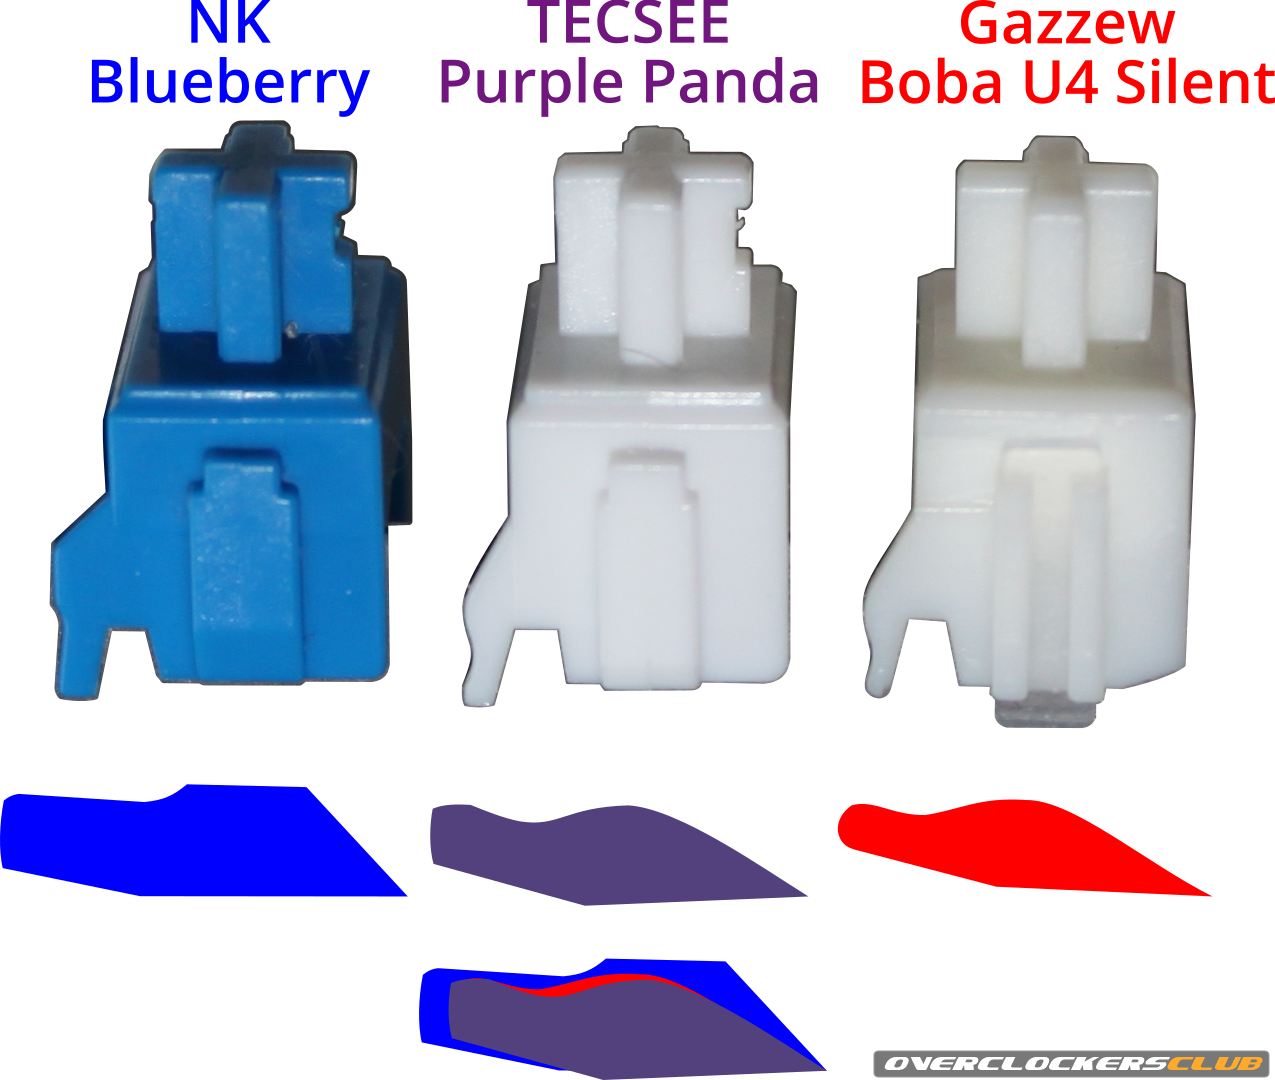 NK
Blueberry
TECSEE
Purple Panda
Gazzew
Boba U4 Silent
OVERCLOCKERSCLUB